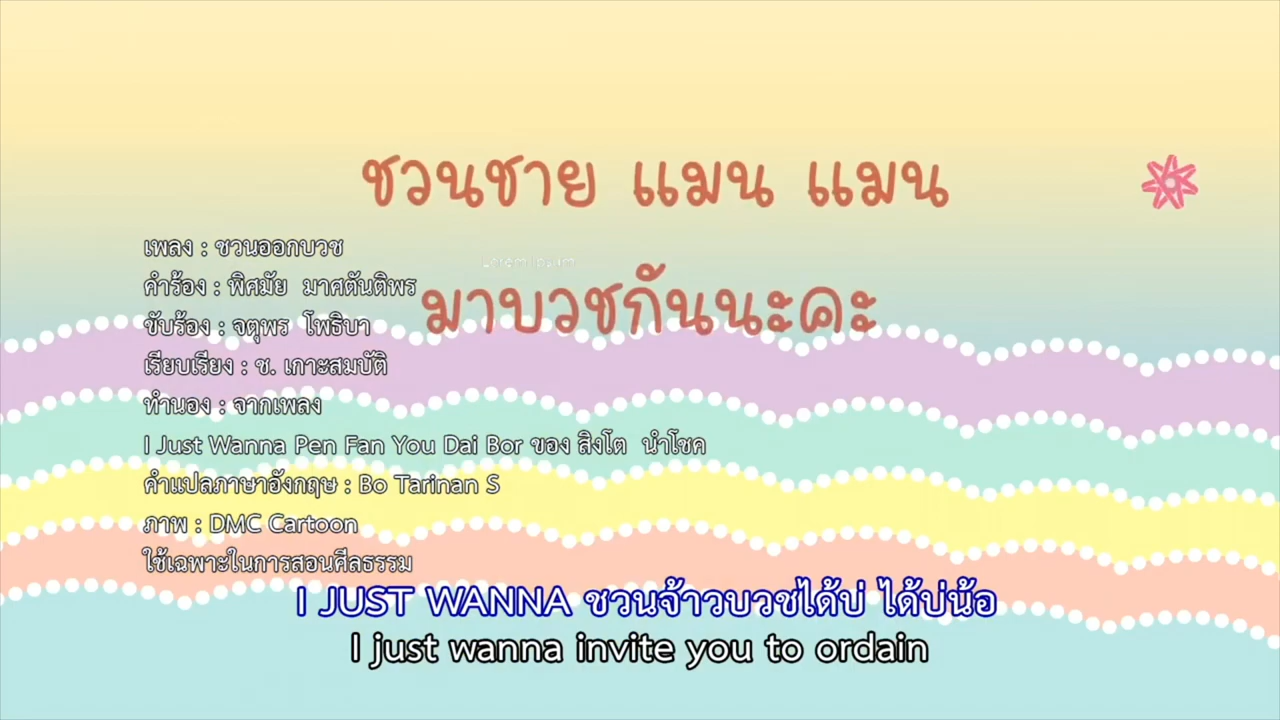 ชวนชาย แมน แมน
มาบวชกันนะคะ
Lorem Ipsum
เพลง : ชวนออกบวช
คำร้อง : พิศมัย มาศตันติพร
ขับร้อง : จตุพร โพธิบา
เรียบเรียง : ช. เกาะสมบัติ
ทำนอง : จากเพลง
I Just Wanna Pen Fan You Dai Bor ของ สิงโต นำโชค
คำแปลภาษาอังกฤษ : Bo Tarinan S
ภาพ : DMC Cartoon
ใช้เฉพาะในการสอนศีลธรรม
I JUST WANNA ชวนจ้าวบวชได้บ่ ได้บ่น้อ
I just wanna invite you to ordain